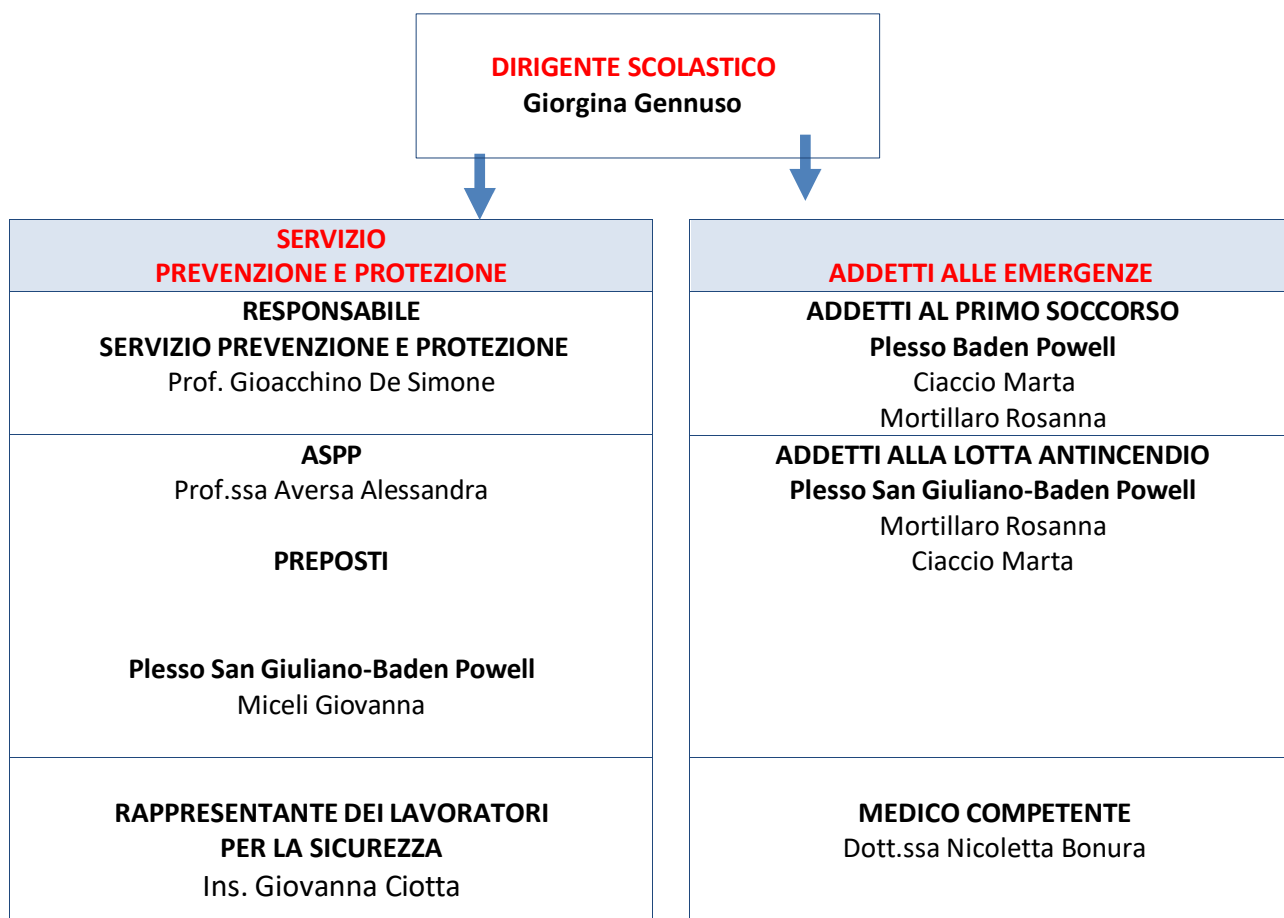 DIRIGENTE SCOLASTICO
Giorgina Gennuso
SERVIZIO
PREVENZIONE E PROTEZIONE
RESPONSABILE
SERVIZIO PREVENZIONE E PROTEZIONE
Prof. Gioacchino De Simone
ASPP
Prof.ssa Aversa Alessandra
PREPOSTI
Plesso San Giuliano-Baden Powell
Miceli Giovanna
RAPPRESENTANTE DEI LAVORATORI
PER LA SICUREZZA
Ins. Giovanna Ciotta
ADDETTI ALLE EMERGENZE
ADDETTI AL PRIMO SOCCORSO
Plesso Baden Powell
Ciaccio Marta
Mortillaro Rosanna
ADDETTI ALLA LOTTA ANTINCENDIO
Plesso San Giuliano-Baden Powell
Mortillaro Rosanna
Ciaccio Marta
MEDICO COMPETENTE
Dott.ssa Nicoletta Bonura